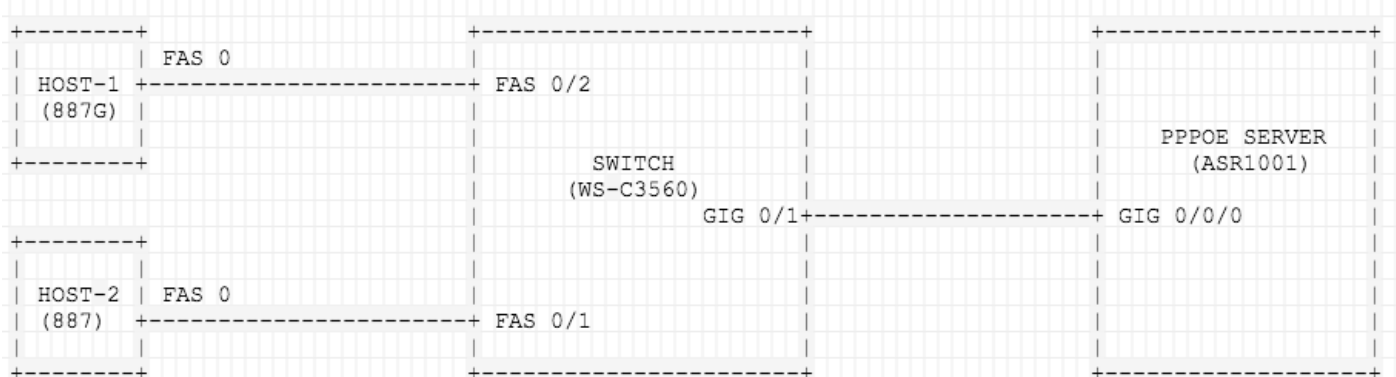 FAS 0
HOST-1
FAS 0/2
(887G)
PPPOE SERVER
SWITCH
(ASR1001)
(WS-C3560)
GIG 0/1
GIG 0/0/0
HOST-2
FAS 0
(887)
FAS 0/1